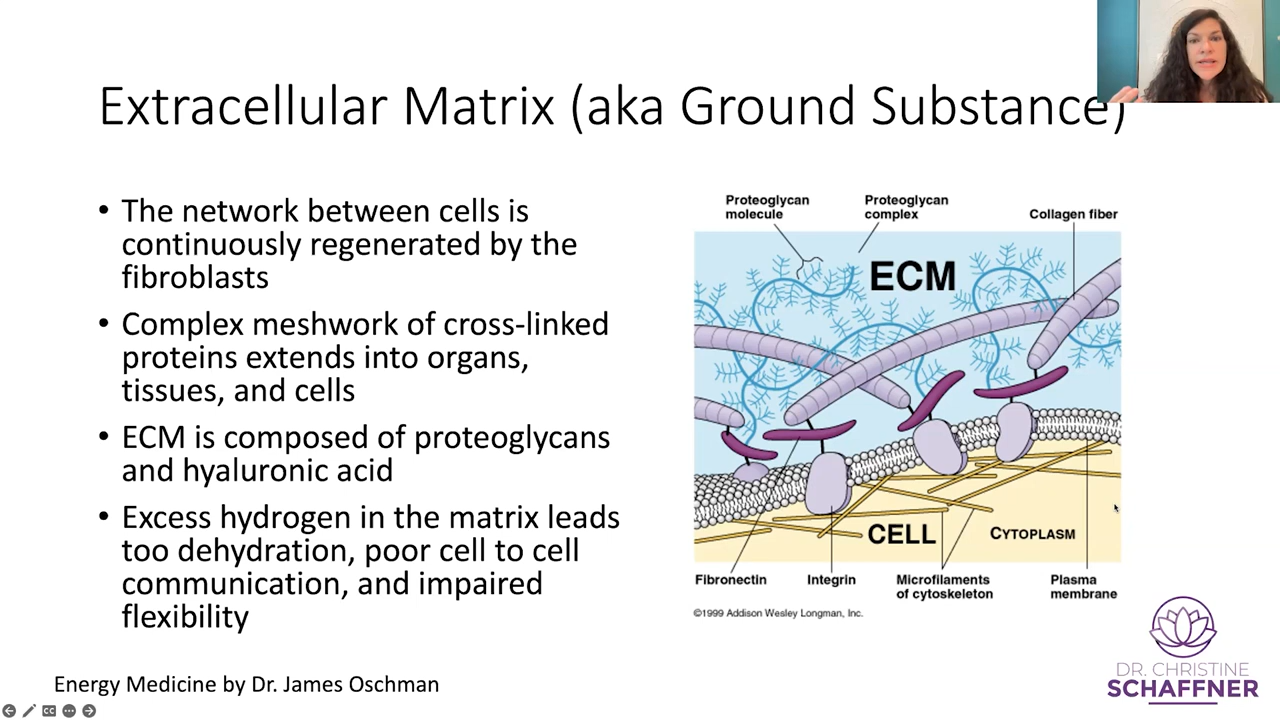 Extracellular Matrix (aka Ground Substance)
• The network between cells is
continuously regenerated by the
fibroblasts
• Complex meshwork of cross-linked
proteins extends into organs,
tissues, and cells
• ECM is composed of proteoglycans
and hyaluronic acid
• Excess hydrogen in the matrix leads
too dehydration, poor cell to cell
communication, and impaired
flexibility
Proteoglycan
molecule
Proteoglycan
complex
Collagen fiber
ECM
CELL
CYTOPLASM
Fibronectin
Integrin
Microfilaments
of cytoskeleton
Plasma
membrane
©1999 Addison Wesley Longman, Inc.
DR. CHRISTINE
SCHAFFNER
Energy Medicine by Dr. James Oschman
CC